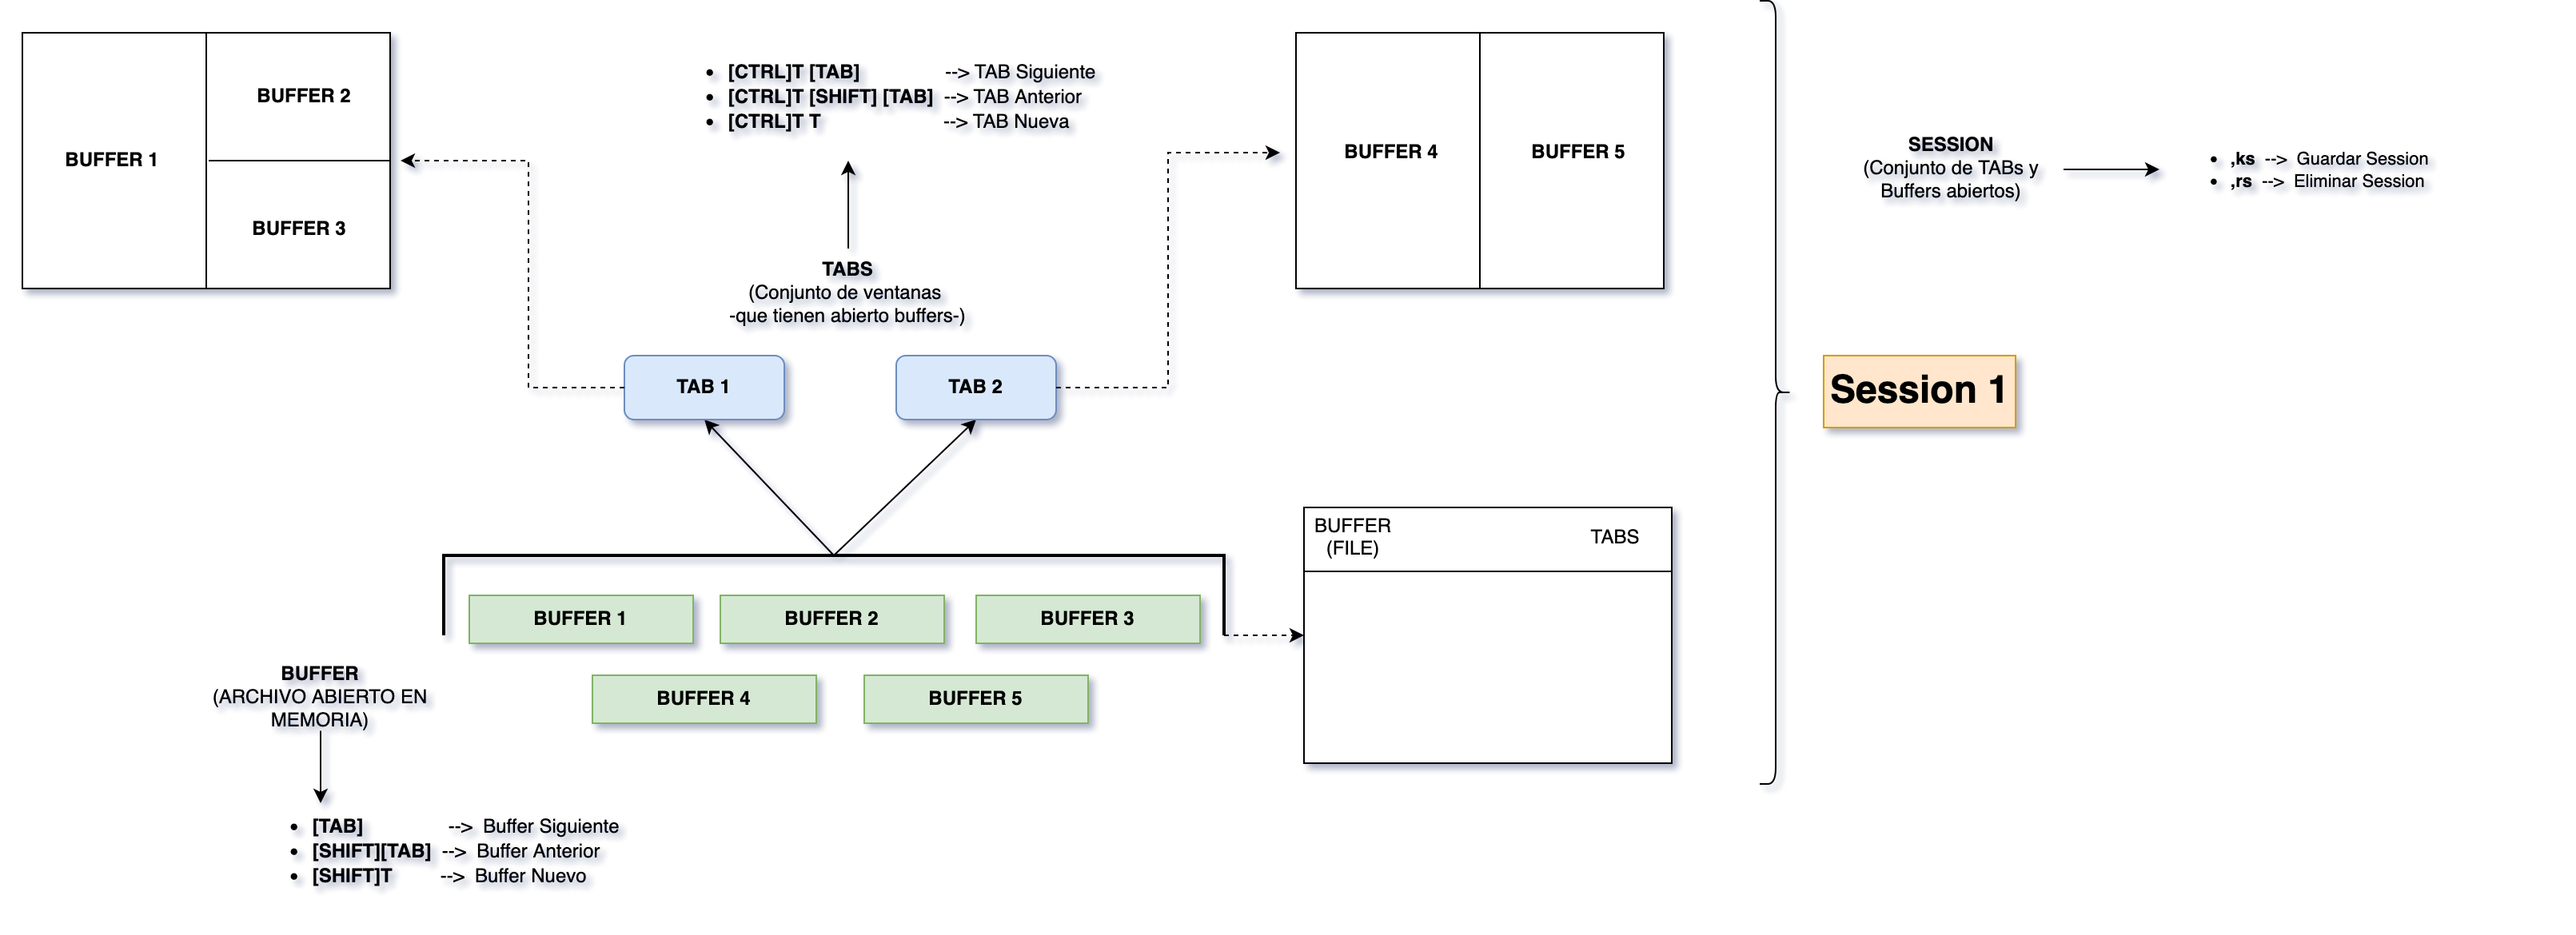 BUFFER 1
BUFFER 2
BUFFER 3
[CTRL]T [TAB] --> TAB Siguiente
[CTRL]T [SHIFT] [TAB] --> TAB Anterior
[CTRL]T T --> TAB Nueva
TABS
(Conjunto de ventanas
-que tienen abierto buffers-)
BUFFER 4
BUFFER 5
SESSION
(Conjunto de TABs y
Buffers abiertos)
,ks --> Guardar Session
,rs --> Eliminar Session
TAB 1
TAB 2
Session 1
BUFFER
(FILE)
TABS
BUFFER 1
BUFFER 2
BUFFER 3
BUFFER 4
BUFFER 5
BUFFER
(ARCHIVO ABIERTO EN
MEMORIA)
[TAB] --> Buffer Siguiente
[SHIFT][TAB] --> Buffer Anterior
[SHIFT]T --> Buffer Nuevo